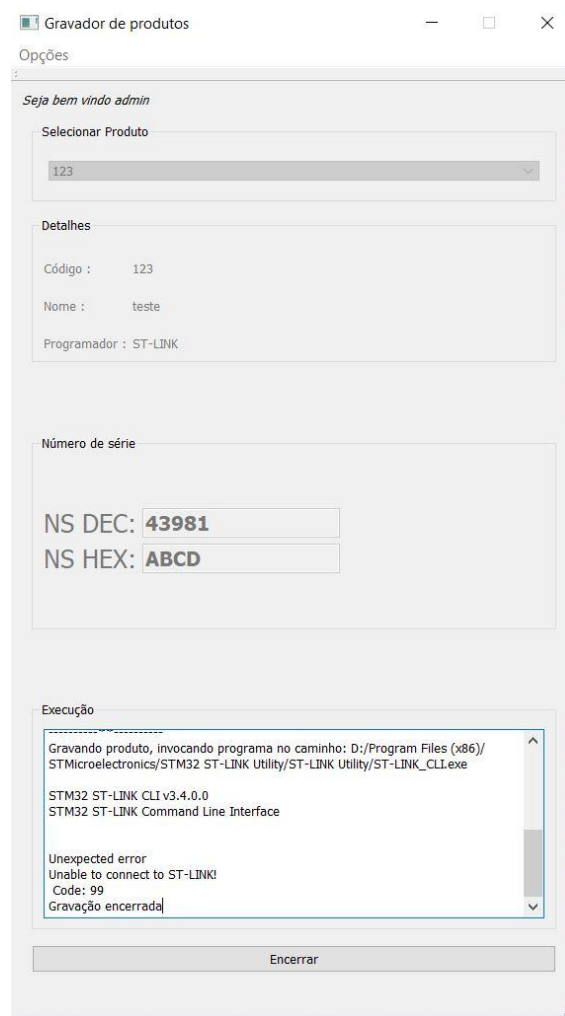 Gravador de produtos
Opções
Seja bem vindo admin
Selecionar Produto
123
Detalhes
Código : 123
Nome : teste
Programador : ST-LINK
Número de série
NS DEC: 43981
NS HEX: ABCD
Execução
Gravando produto, invocando programa no caminho: D:/Program Files (x86)/
STMicroelectronics/STM32 ST-LINK Utility/ST-LINK Utility/ST-LINK_CLI.exe
STM32 ST-LINK CLI v3.4.0.0
STM32 ST-LINK Command Line Interface
Unexpected error
Unable to connect to ST-LINK!
Code: 99
Gravação encerrada
Encerrar